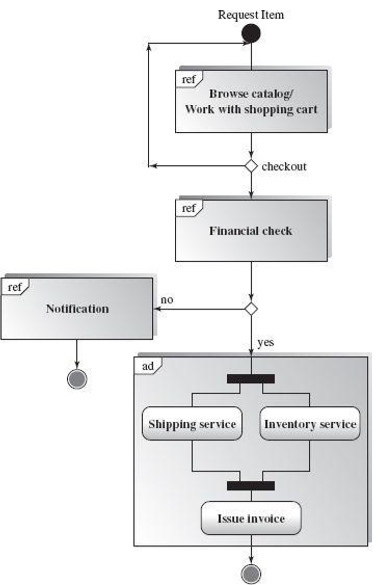 Request Item
ref
Browse catalog/
Work with shopping cart
checkout
ref
Financial check
ref
Notification
no
yes
ad
Shipping service
Inventory service
Issue invoice